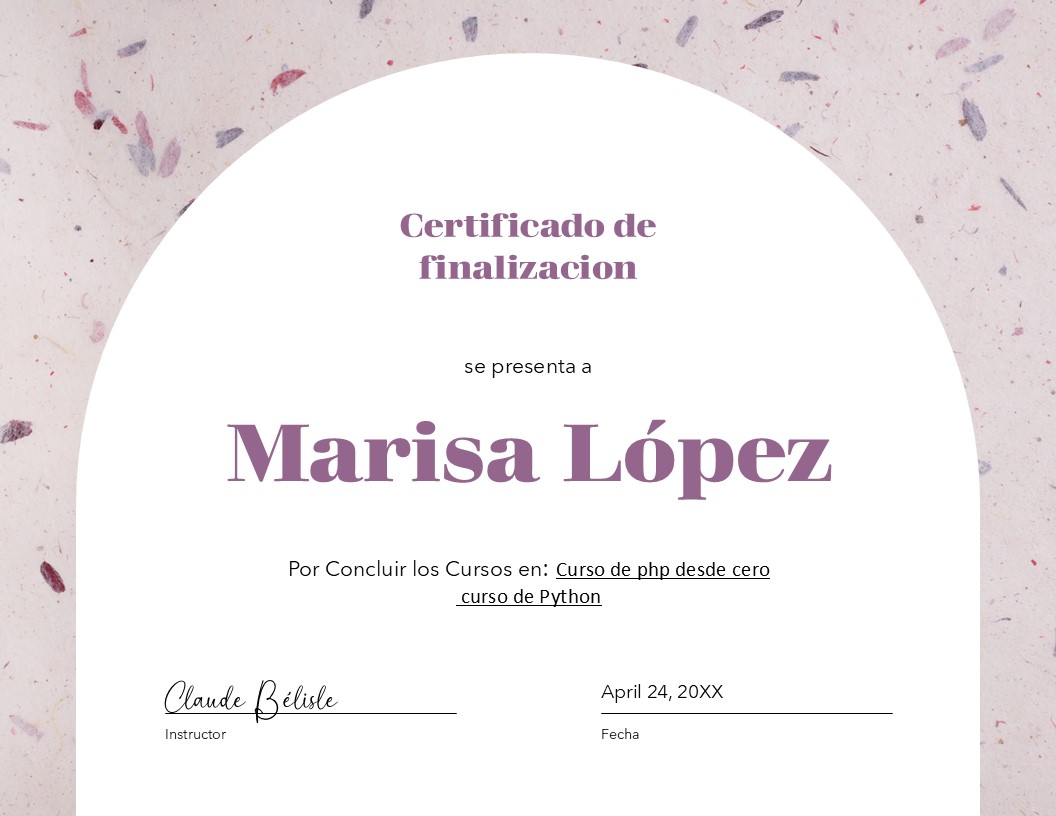 Certificado de
finalizacion
se presenta a
Marisa López
Por Concluir los Cursos en: Curso de php desde cero
curso de Python
Claude Bélisle
April 24, 20XX
Instructor
Fecha